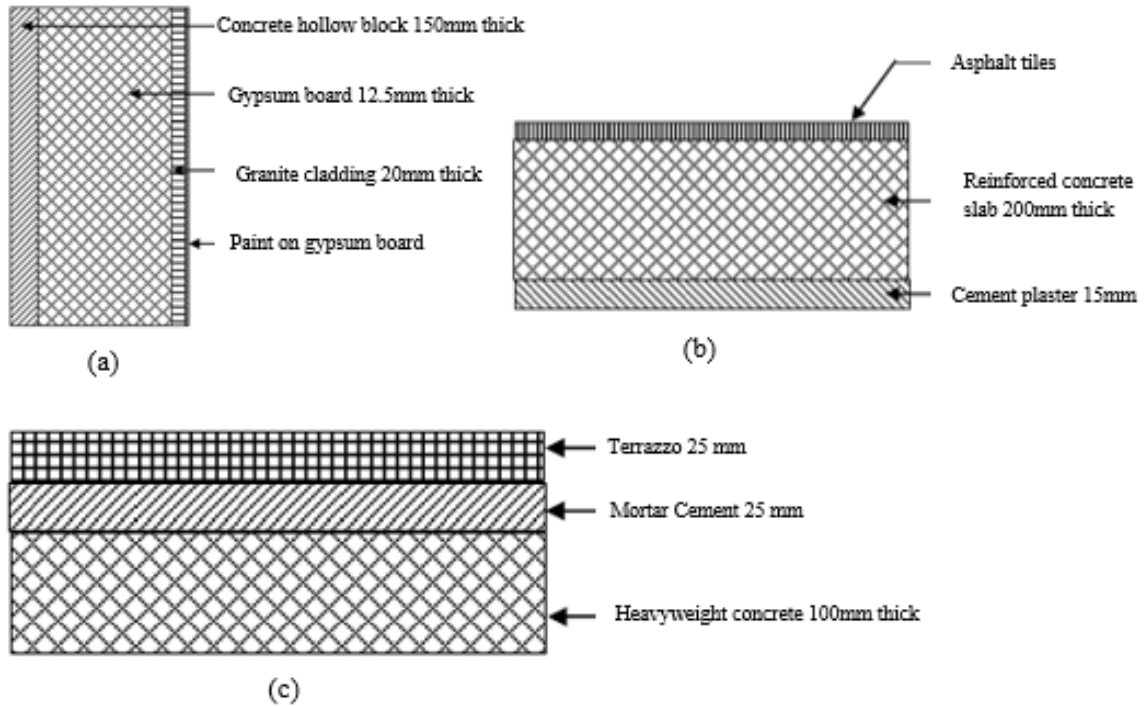 Concrete hollow block 150mm thick
Gypsum board 12.5mm thick
Granite cladding 20mm thick
Paint on gypsum board
(a)
Asphalt tiles
Reinforced concrete
slab 200mm thick
Cement plaster 15mm
(b)
Terrazzo 25 mm
Mortar Cement 25 mm
Heavyweight concrete 100mm thick
(c)